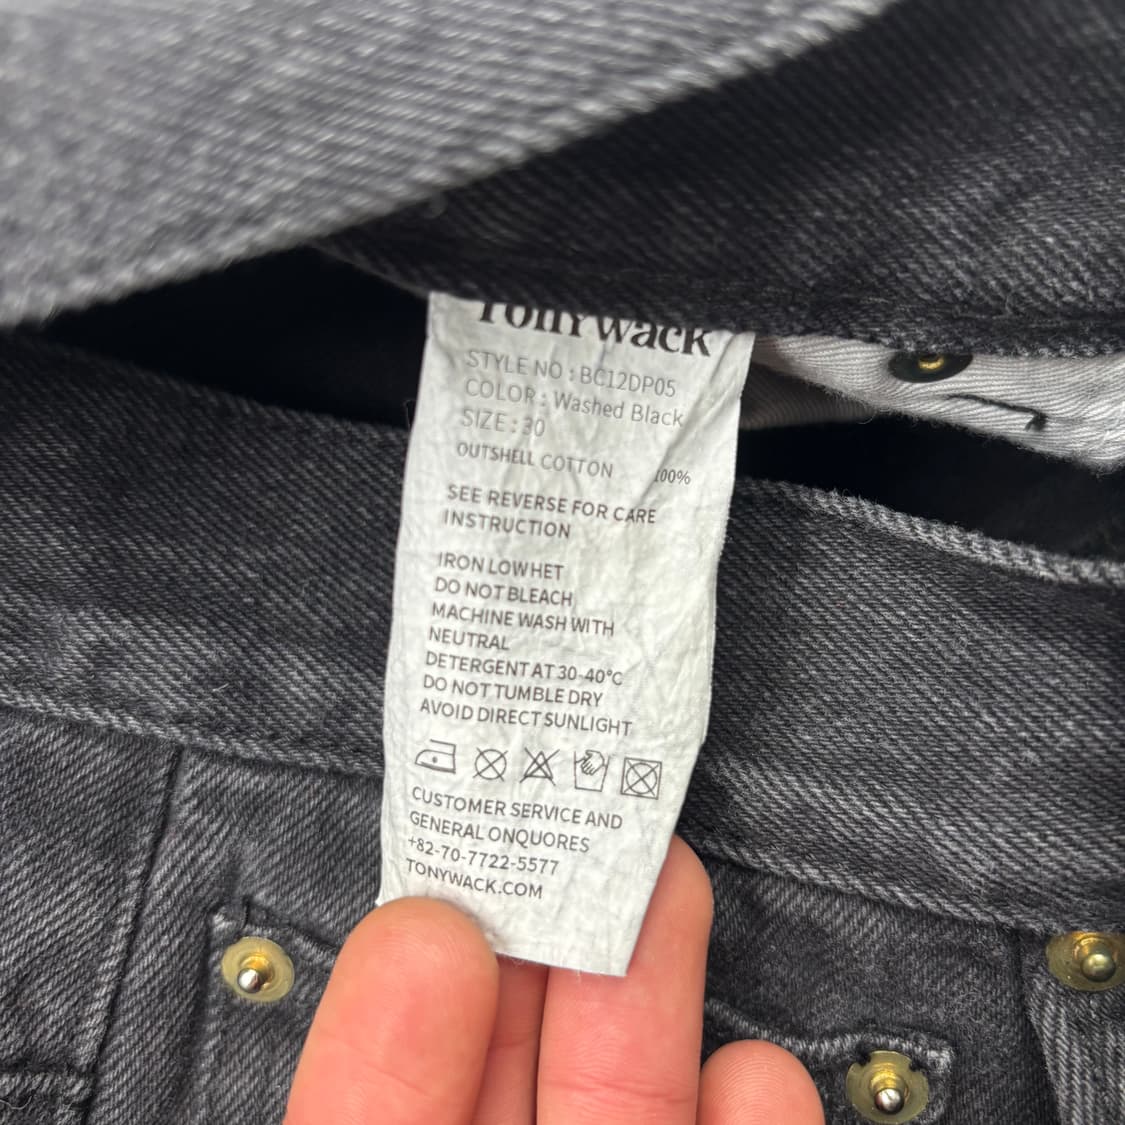 Tonywack
STYLE NO : BC12DP05
COLOR : Washed Black
SIZE : 30
OUTSHELL COTTON 100%
SEE REVERSE FOR CARE
INSTRUCTION
IRON LOW HET
DO NOT BLEACH
MACHINE WASH WITH
NEUTRAL
DETERGENT AT 30-40°C
DO NOT TUMBLE DRY
AVOID DIRECT SUNLIGHT
CUSTOMER SERVICE AND
GENERAL ONQUORES
+82-70-7722-5577
TONYWACK.COM